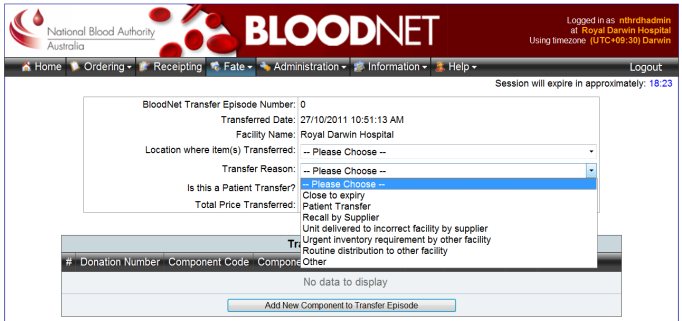 National Blood Authority
Australia
BLOODNET
Logged in as nthrdhadmin
at Royal Darwin Hospital
Using timezone (UTC+09:30) Darwin
Home Ordering Receipting Fate Administration Information Help Logout
Session will expire in approximately: 18:23
BloodNet Transfer Episode Number: 0
Transferred Date: 27/10/2011 10:51:13 AM
Facility Name: Royal Darwin Hospital
Location where item(s) Transferred: -- Please Choose --
Transfer Reason: -- Please Choose --
-- Please Choose --
Close to expiry
Is this a Patient Transfer?
Patient Transfer
Recall by Supplier
Total Price Transferred:
Unit delivered to incorrect facility by supplier
Urgent inventory requirement by other facility
Routine distribution to other facility
Other
# Donation Number Component Code
No data to display
Add New Component to Transfer Episode